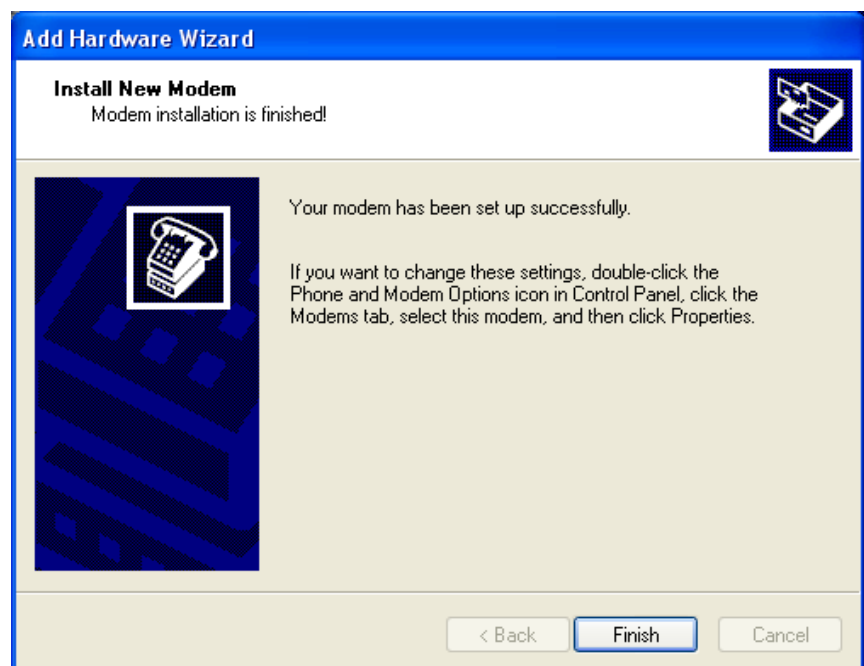 Add Hardware Wizard
Install New Modem
Modem installation is finished!
Your modem has been set up successfully.
If you want to change these settings, double-click the
Phone and Modem Options icon in Control Panel, click the
Modems tab, select this modem, and then click Properties.
< Back Finish Cancel